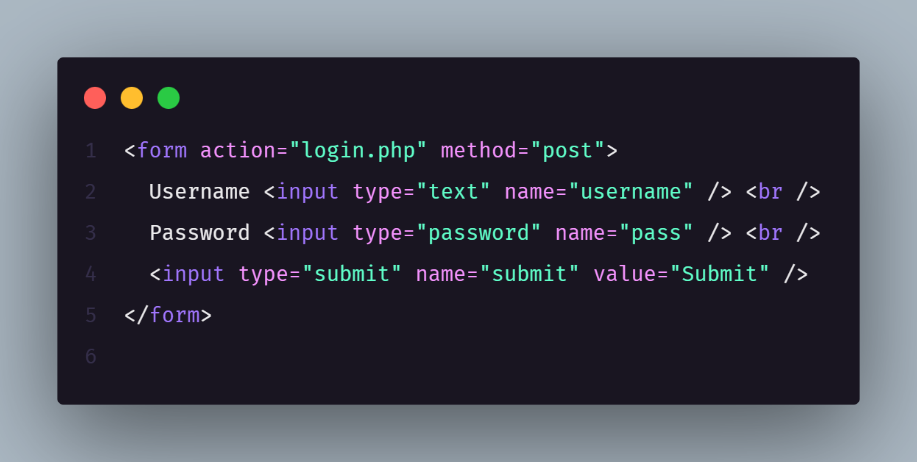 1 <form action="login.php" method="post">
2   Username <input type="text" name="username" /> <br />
3   Password <input type="password" name="pass" /> <br />
4   <input type="submit" name="submit" value="Submit" />
5 </form>
6